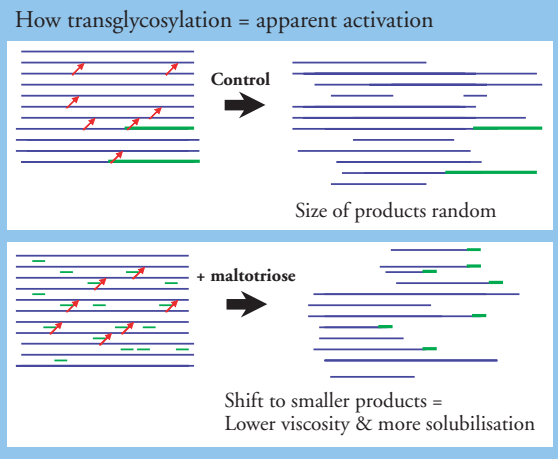 How transglycosylation = apparent activation
Control
Size of products random
+ maltotriose
Shift to smaller products =
Lower viscosity & more solubilisation